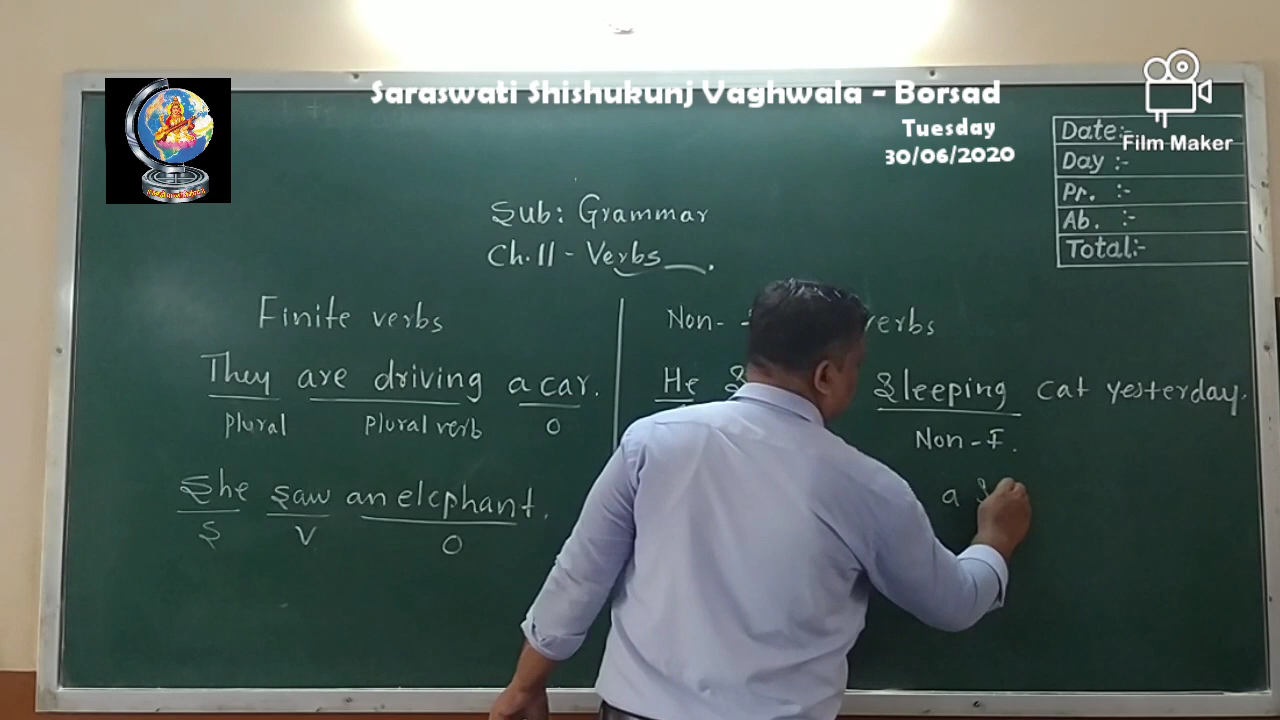 Saraswati Shishukunj Vaghwala - Borsad
Tuesday
30/06/2020
Film Maker
Date:-
Day :-
Pr. :-
Ab. :-
Total:-
Sub: Grammar
Ch.11 - Verbs
Finite verbs
They are driving a car.
plural plural verb O
She saw an elephant.
S V O
Non- verbs
He Sleeping cat yesterday.
Non-F.
a